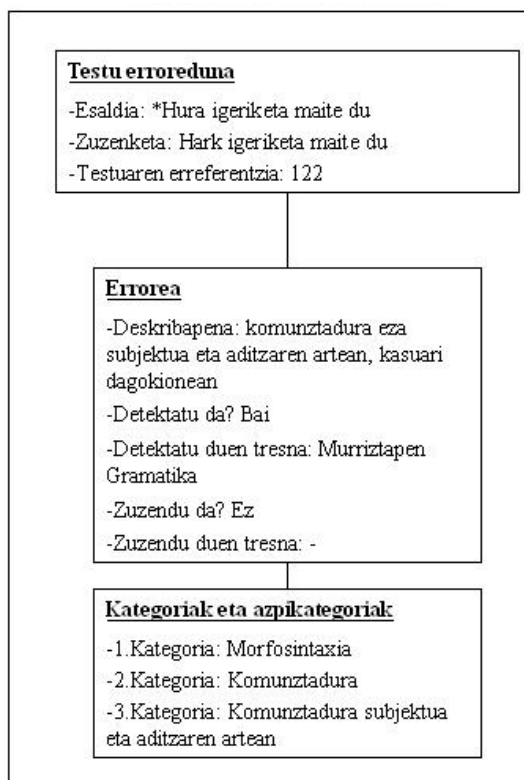 Testu erroreduna
-Esaldia: *Hura igeriketa maite du
-Zuzenketa: Hark igeriketa maite du
-Testuaren erreferentzia: 122
Errorea
-Deskribapena: komunztadura eza
subjektua eta aditzaren artean, kasuari
dagokionean
-Detektatu da? Bai
-Detektatu duen tresna: Murriztapen
Gramatika
-Zuzendu da? Ez
-Zuzendu duen tresna: -
Kategoriak eta azpikategoriak
-1.Kategoria: Morfosintaxia
-2.Kategoria: Komunztadura
-3.Kategoria: Komunztadura subjektua
eta aditzaren artean